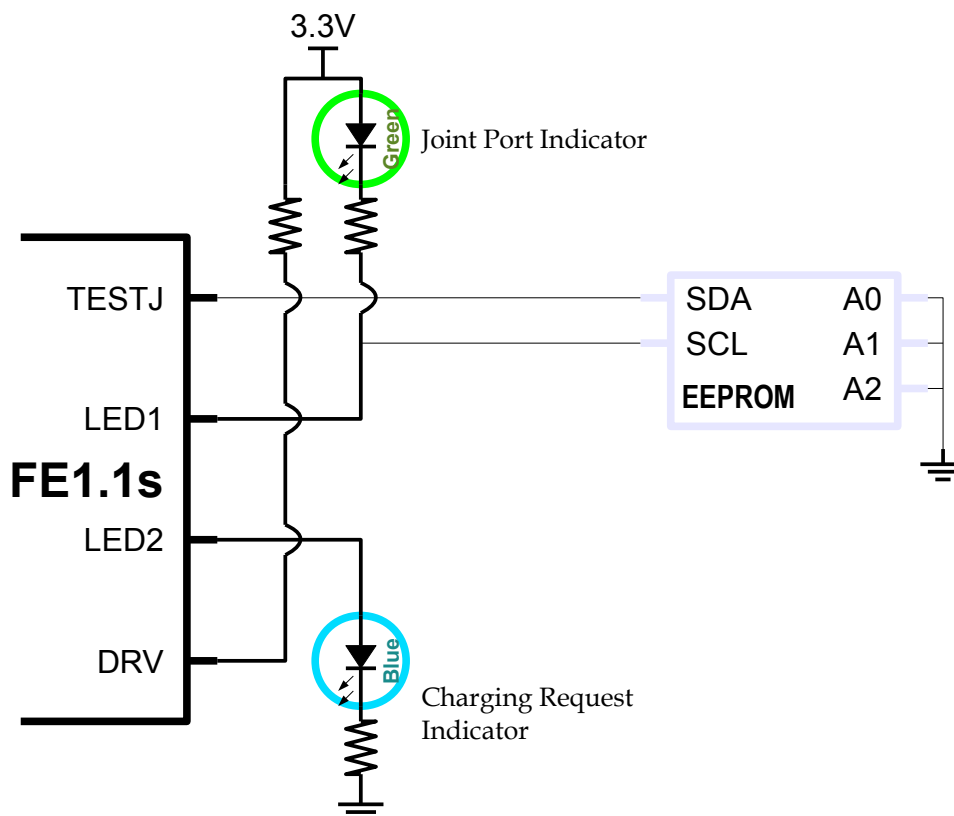 3.3V
Green
Joint Port Indicator
TESTJ
SDA
A0
SCL
A1
EEPROM
A2
LED1
FE1.1s
LED2
DRV
Blue
Charging Request
Indicator